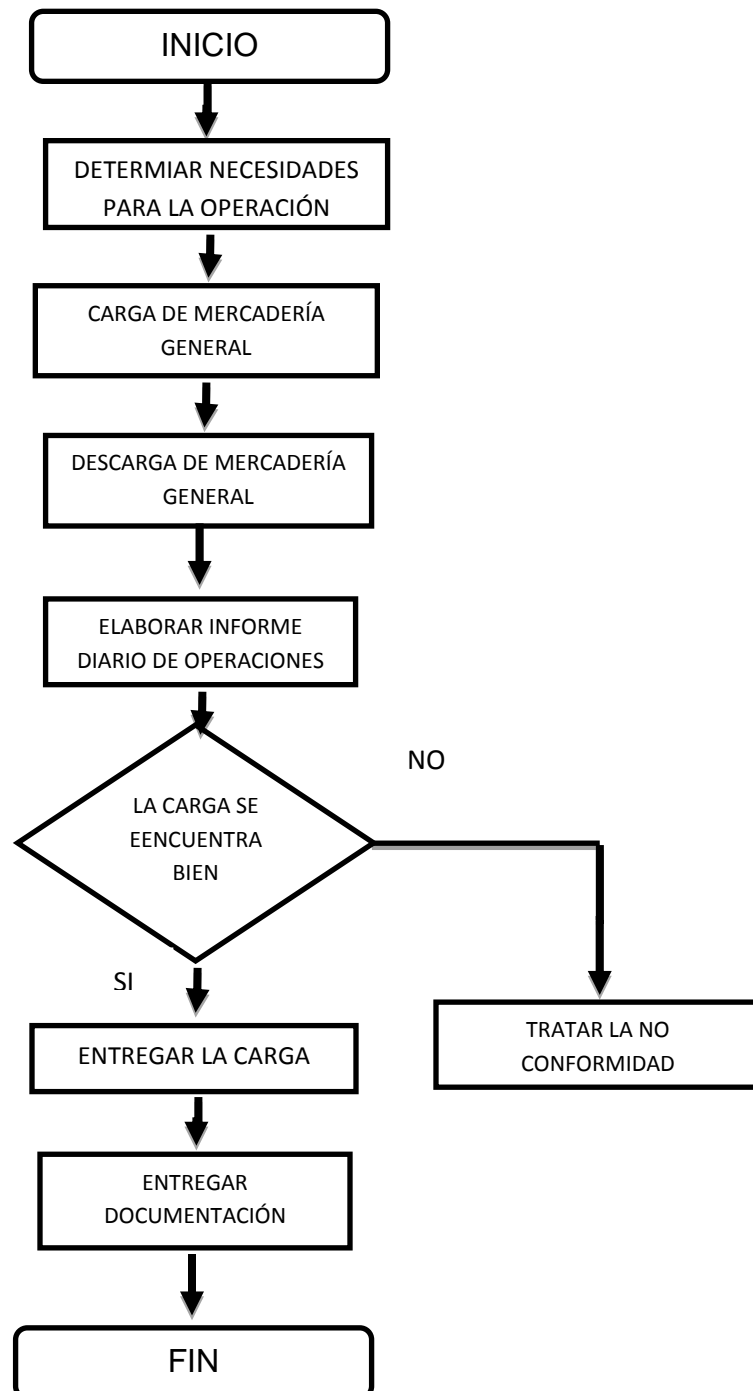 INICIO
DETERMIAR NECESIDADES
PARA LA OPERACIÓN
CARGA DE MERCADERÍA
GENERAL
DESCARGA DE MERCADERÍA
GENERAL
ELABORAR INFORME
DIARIO DE OPERACIONES
NO
LA CARGA SE
EENCUENTRA
BIEN
SI
ENTREGAR LA CARGA
TRATAR LA NO
CONFORMIDAD
ENTREGAR
DOCUMENTACIÓN
FIN